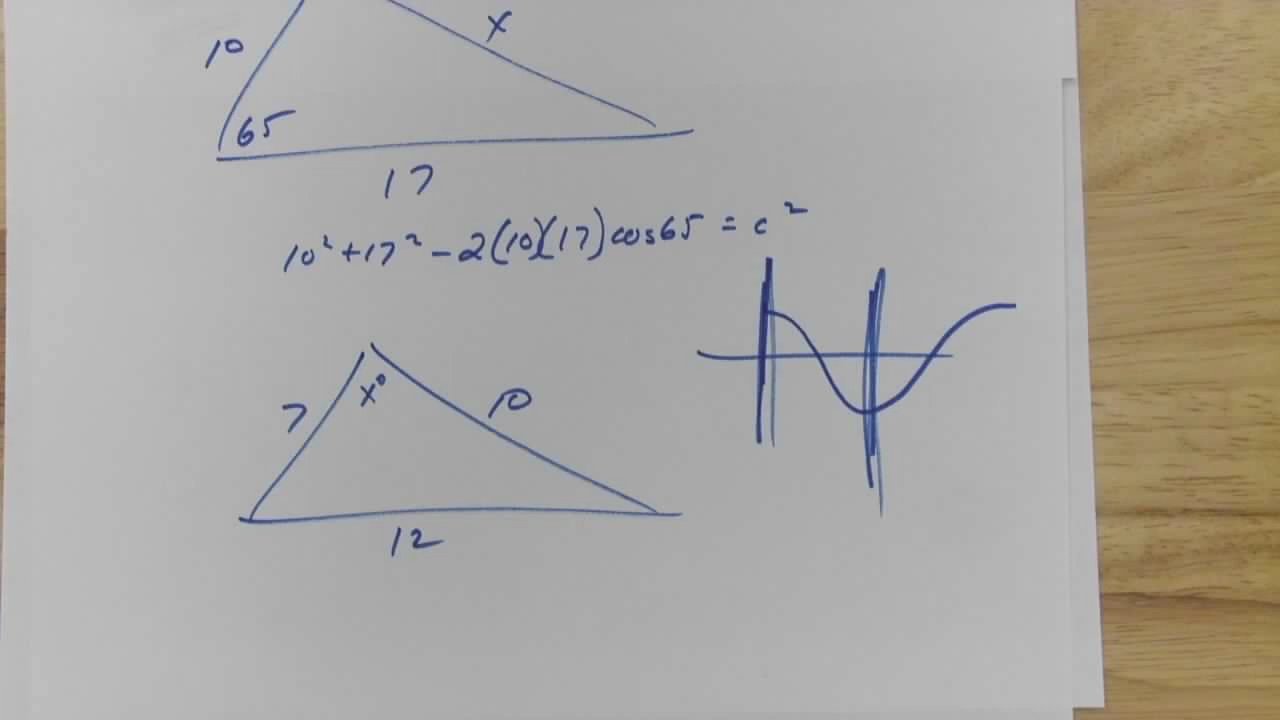 10 x
65
17
10² + 17² - 2(10)(17) cos65 = c²
7 x° 10
12